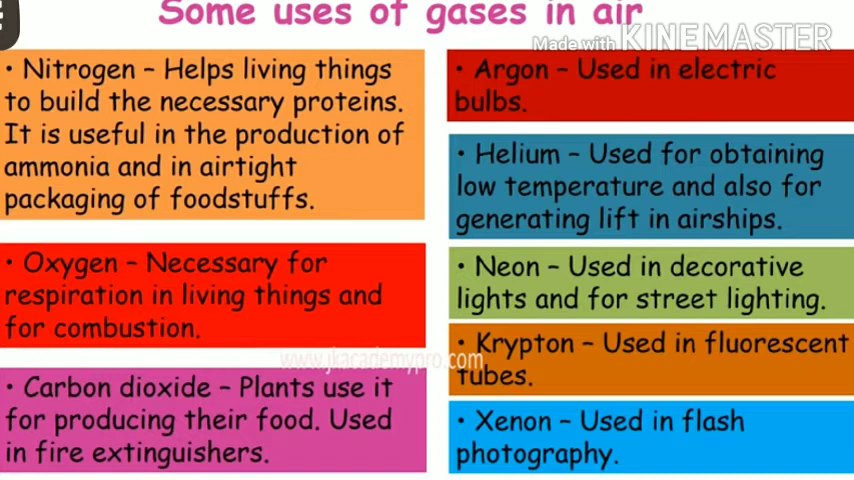 Some uses of gases in air
Made with KINEMASTER
• Nitrogen – Helps living things
to build the necessary proteins.
It is useful in the production of
ammonia and in airtight
packaging of foodstuffs.
• Oxygen – Necessary for
respiration in living things and
for combustion.
www.jkacademypro.com
• Carbon dioxide – Plants use it
for producing their food. Used
in fire extinguishers.
• Argon – Used in electric
bulbs.
• Helium – Used for obtaining
low temperature and also for
generating lift in airships.
• Neon – Used in decorative
lights and for street lighting.
• Krypton – Used in fluorescent
tubes.
• Xenon – Used in flash
photography.